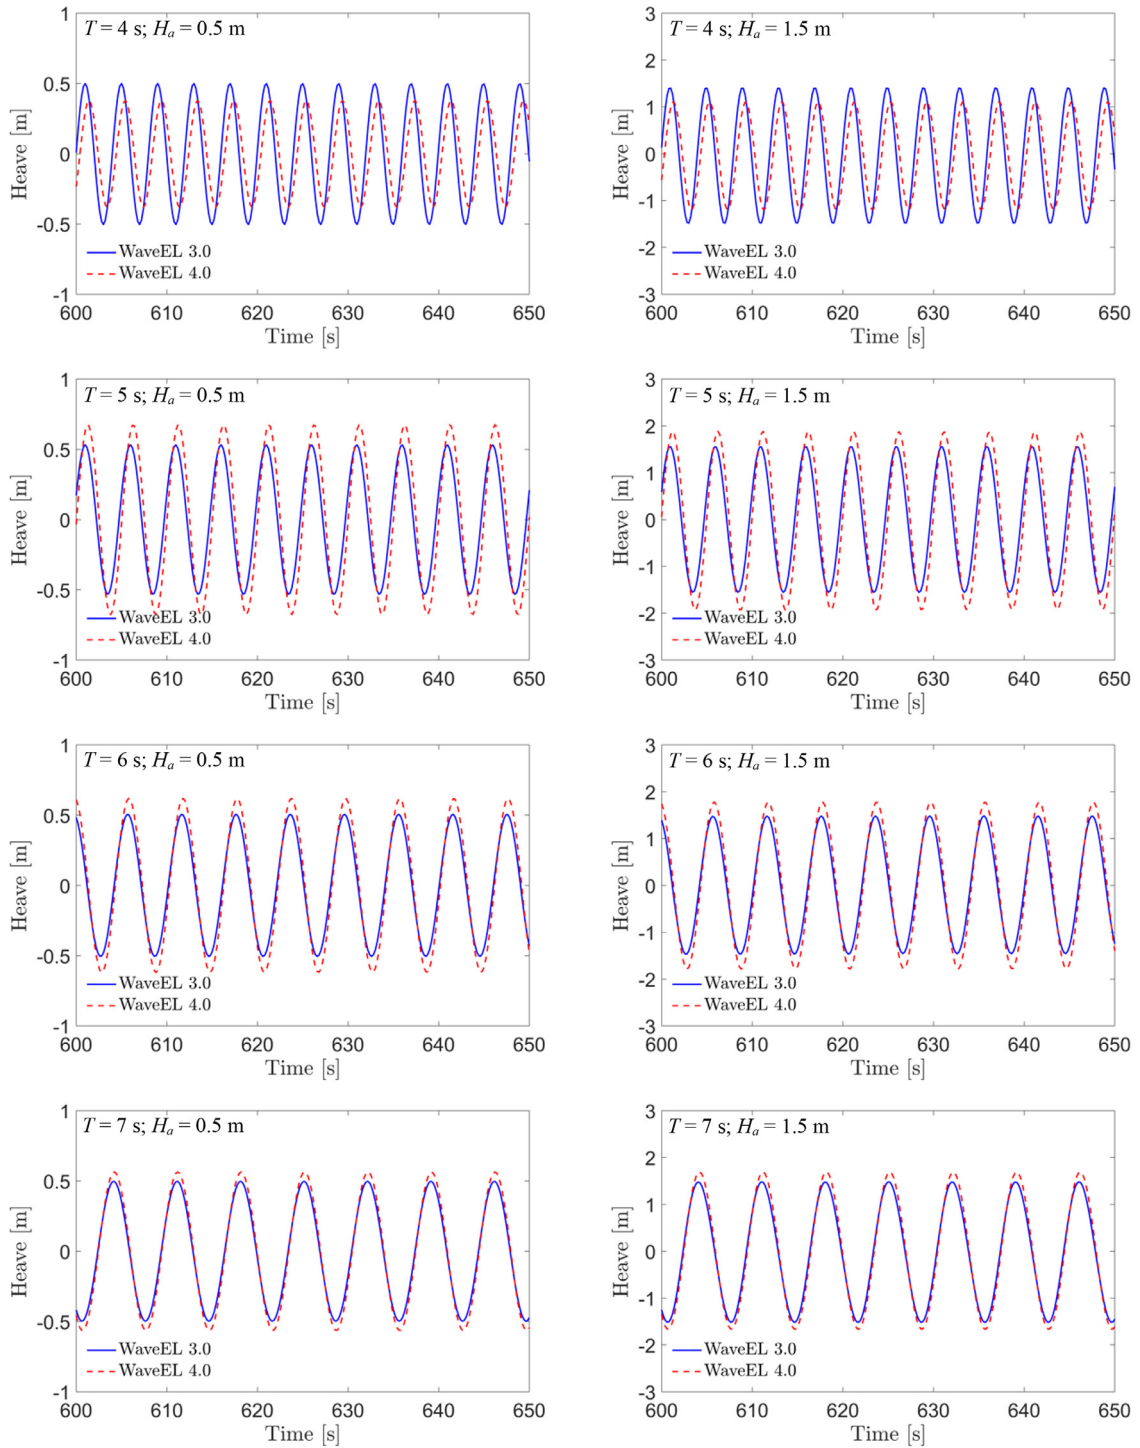 T = 4 s; Ha = 0.5 m
1
0.5
0
-0.5
-1
Heave [m]
WaveEL 3.0
WaveEL 4.0
600 610 620 630 640 650
Time [s]
T = 4 s; Ha = 1.5 m
3
2
1
0
-1
-2
-3
Heave [m]
WaveEL 3.0
WaveEL 4.0
600 610 620 630 640 650
Time [s]
T = 5 s; Ha = 0.5 m
1
0.5
0
-0.5
-1
Heave [m]
WaveEL 3.0
WaveEL 4.0
600 610 620 630 640 650
Time [s]
T = 5 s; Ha = 1.5 m
3
2
1
0
-1
-2
-3
Heave [m]
WaveEL 3.0
WaveEL 4.0
600 610 620 630 640 650
Time [s]
T = 6 s; Ha = 0.5 m
1
0.5
0
-0.5
-1
Heave [m]
WaveEL 3.0
WaveEL 4.0
600 610 620 630 640 650
Time [s]
T = 6 s; Ha = 1.5 m
3
2
1
0
-1
-2
-3
Heave [m]
WaveEL 3.0
WaveEL 4.0
600 610 620 630 640 650
Time [s]
T = 7 s; Ha = 0.5 m
1
0.5
0
-0.5
-1
Heave [m]
WaveEL 3.0
WaveEL 4.0
600 610 620 630 640 650
Time [s]
T = 7 s; Ha = 1.5 m
3
2
1
0
-1
-2
-3
Heave [m]
WaveEL 3.0
WaveEL 4.0
600 610 620 630 640 650
Time [s]